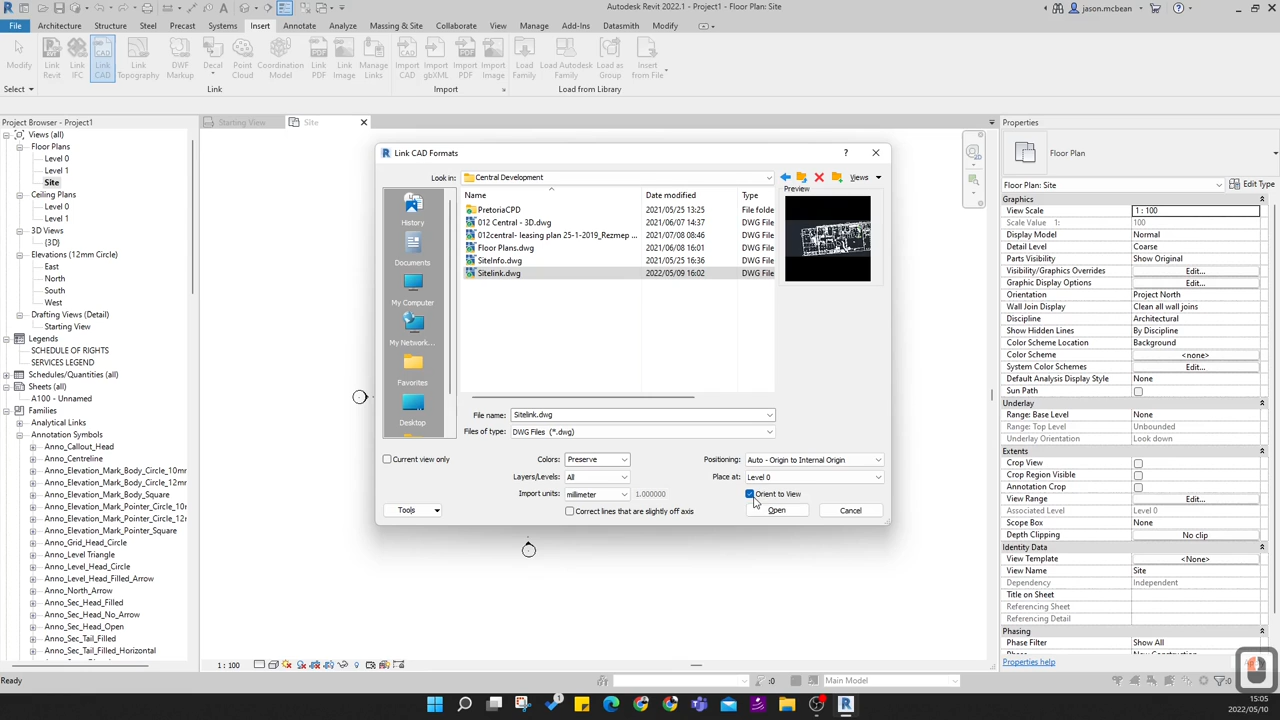 Autodesk Revit 2022.1 - Project1 - Floor Plan: Site
jason.mcbean
File Architecture Structure Steel Precast Systems Insert Annotate Analyze Massing & Site Collaborate View Manage Add-Ins Datasmith Modify
Modify Link Revit Link IFC Link CAD Link Topography DWF Markup Decal Point Cloud Coordination Model Link PDF Link Image Manage Links Import CAD Import gbXML Import PDF Import Image Load Family Load Autodesk Family Load as Group Insert from File
Select Link Import Load from Library
Project Browser - Project1
Starting View
Site
Properties
Views (all)
Floor Plans
Level 0
Level 1
Site
Ceiling Plans
Level 0
Level 1
3D Views
{3D}
Elevations (12mm Circle)
East
North
South
West
Drafting Views (Detail)
Starting View
Legends
SCHEDULE OF RIGHTS
SERVICES LEGEND
Schedules/Quantities (all)
Sheets (all)
A100 - Unnamed
Families
Analytical Links
Annotation Symbols
Anno_Callout_Head
Anno_Centreline
Anno_Elevation_Mark_Body_Circle_10mm
Anno_Elevation_Mark_Body_Circle_12mm
Anno_Elevation_Mark_Body_Square
Anno_Elevation_Mark_Pointer_Circle_10
Anno_Elevation_Mark_Pointer_Circle_12
Anno_Elevation_Mark_Pointer_Square
Anno_Grid_Head_Circle
Anno_Level Triangle
Anno_Level_Head_Circle
Anno_Level_Head_Filled_Arrow
Anno_North_Arrow
Anno_Sec_Head_Filled
Anno_Sec_Head_No_Arrow
Anno_Sec_Head_Open
Anno_Sec_Tail_Filled
Anno_Sec_Tail_Filled_Horizontal
Link CAD Formats
?
Look in: Central Development
Views
Name Date modified Type
Preview
PretoriaCPD 2021/05/25 13:25 File folde
012 Central - 3D.dwg 2021/06/07 14:37 DWG File
012central- leasing plan 25-1-2019_Rezmep ... 2021/07/08 08:46 DWG File
Floor Plans.dwg 2021/06/08 16:01 DWG File
SiteInfo.dwg 2021/05/25 16:36 DWG File
Sitelink.dwg 2022/05/09 16:02 DWG File
History
Documents
My Computer
My Network...
Favorites
Desktop
File name: Sitelink.dwg
Files of type: DWG Files (*.dwg)
Current view only
Colors: Preserve
Positioning: Auto - Origin to Internal Origin
Layers/Levels: All
Place at: Level 0
Import units: millimeter 1.000000
Orient to View
Correct lines that are slightly off axis
Tools
Open
Cancel
Floor Plan
Floor Plan: Site
Edit Type
Graphics
View Scale 1 : 100
Scale Value 1: 100
Display Model Normal
Detail Level Coarse
Parts Visibility Show Original
Visibility/Graphics Overrides Edit...
Graphic Display Options Edit...
Orientation Project North
Wall Join Display Clean all wall joins
Discipline Architectural
Show Hidden Lines By Discipline
Color Scheme Location Background
Color Scheme <none>
System Color Schemes Edit...
Default Analysis Display Style None
Sun Path
Underlay
Range: Base Level None
Range: Top Level Unbounded
Underlay Orientation Look down
Extents
Crop View
Crop Region Visible
Annotation Crop
View Range Edit...
Associated Level Level 0
Scope Box None
Depth Clipping No clip
Identity Data
View Template <None>
View Name Site
Dependency Independent
Title on Sheet
Referencing Sheet
Referencing Detail
Phasing
Phase Filter Show All
Properties help
1 : 100
Ready
:0
Main Model
:0
15:05
2022/05/10